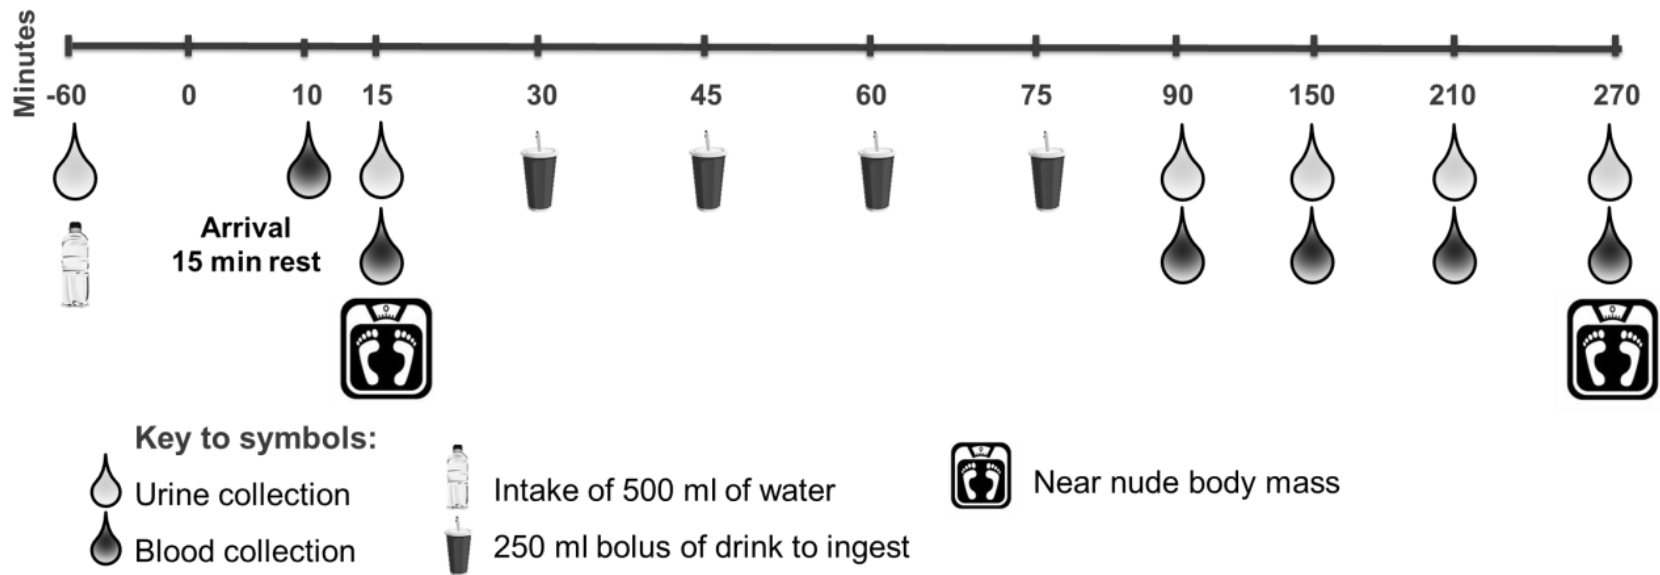 Minutes
-60 0 10 15 30 45 60 75 90 150 210 270
Arrival
15 min rest
0
0
Key to symbols:
Urine collection
Blood collection
Intake of 500 ml of water
250 ml bolus of drink to ingest
Near nude body mass